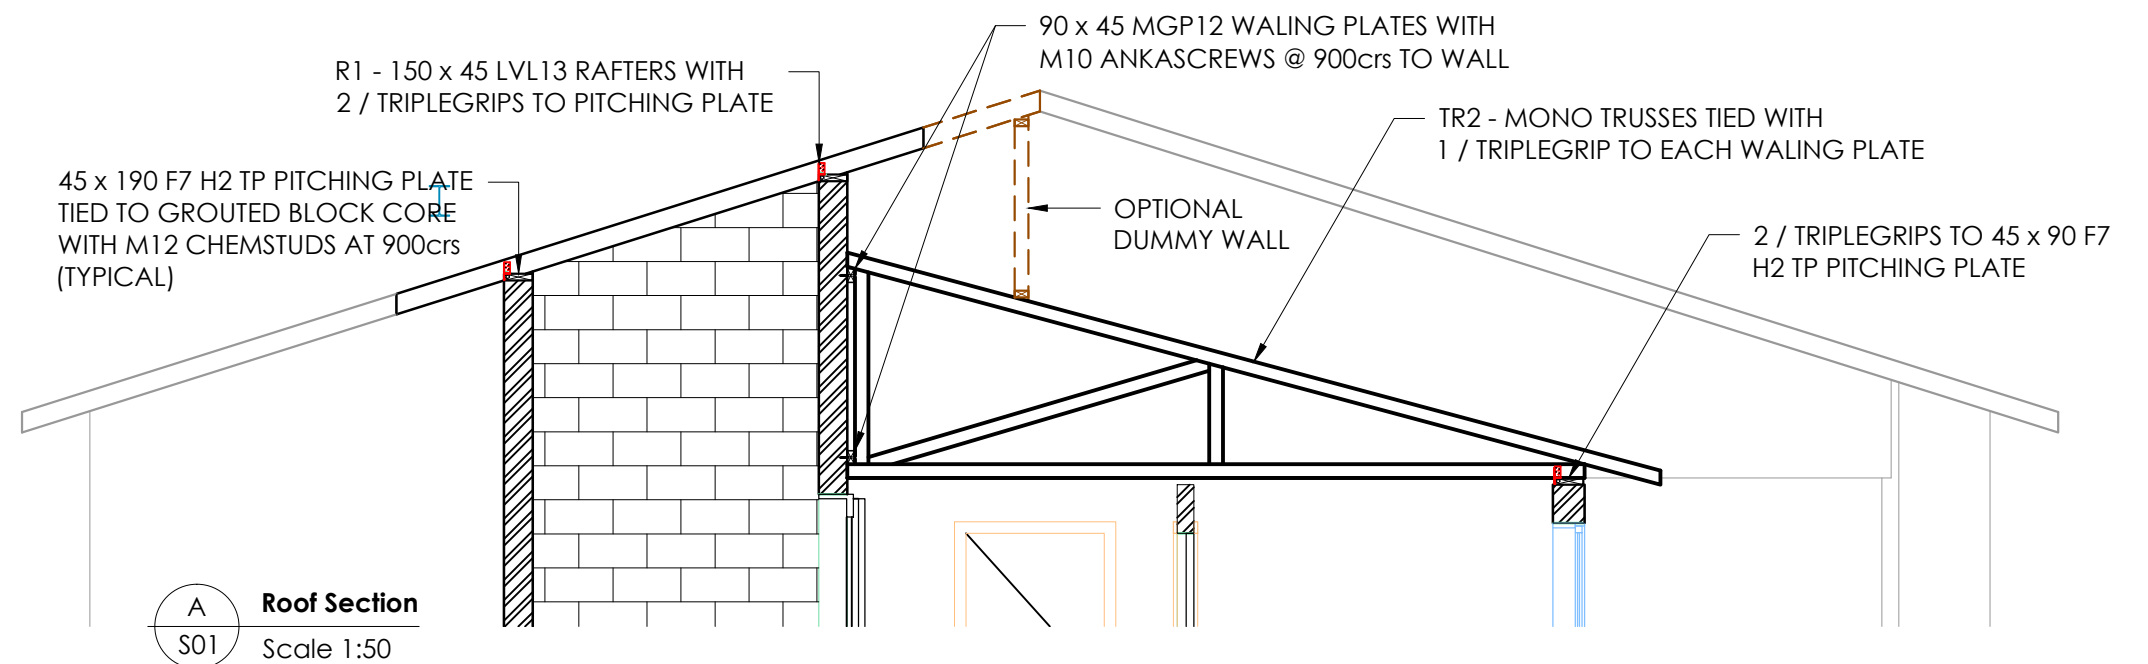 90 x 45 MGP12 WALING PLATES WITH
M10 ANKASCREWS @ 900crs TO WALL
R1 - 150 x 45 LVL13 RAFTERS WITH
2 / TRIPLEGRIPS TO PITCHING PLATE
TR2 - MONO TRUSSES TIED WITH
1 / TRIPLEGRIP TO EACH WALING PLATE
45 x 190 F7 H2 TP PITCHING PLATE
TIED TO GROUTED BLOCK CORE
WITH M12 CHEMSTUDS AT 900crs
(TYPICAL)
OPTIONAL
DUMMY WALL
2 / TRIPLEGRIPS TO 45 x 90 F7
H2 TP PITCHING PLATE
A
S01
Roof Section
Scale 1:50